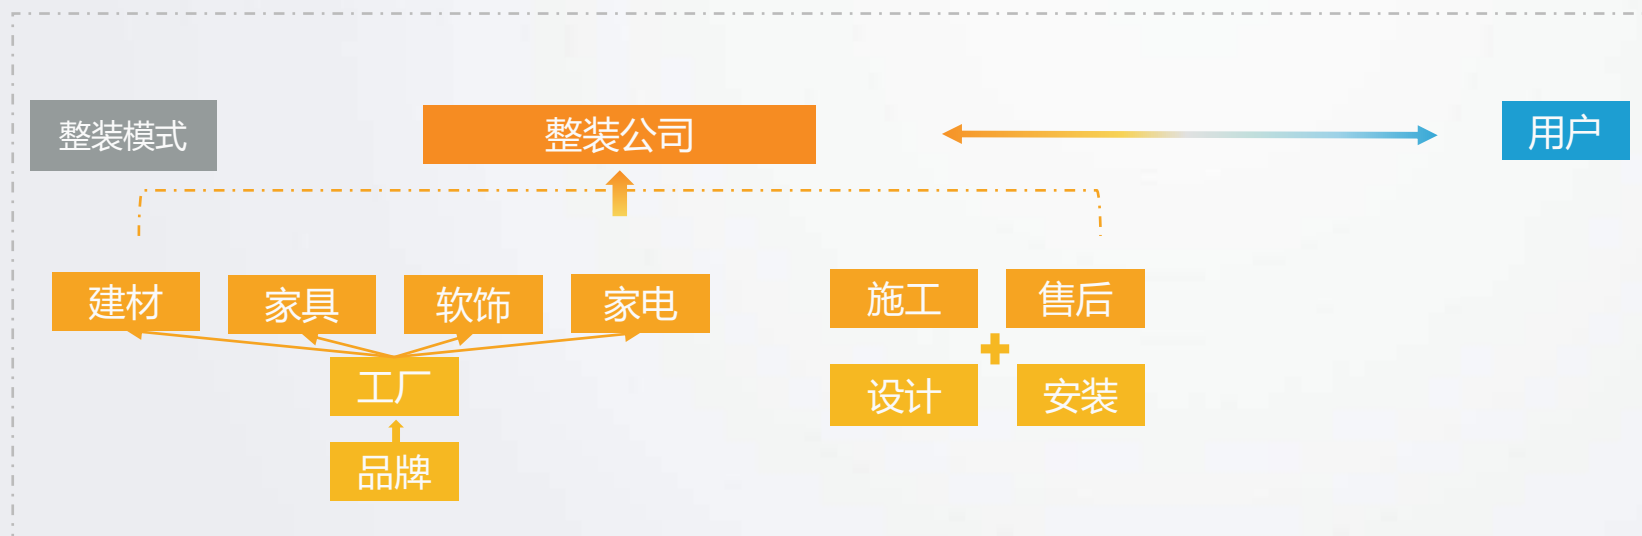 整装模式
整装公司
用户
建材
家具
软饰
家电
施工
售后
工厂
设计
安装
品牌